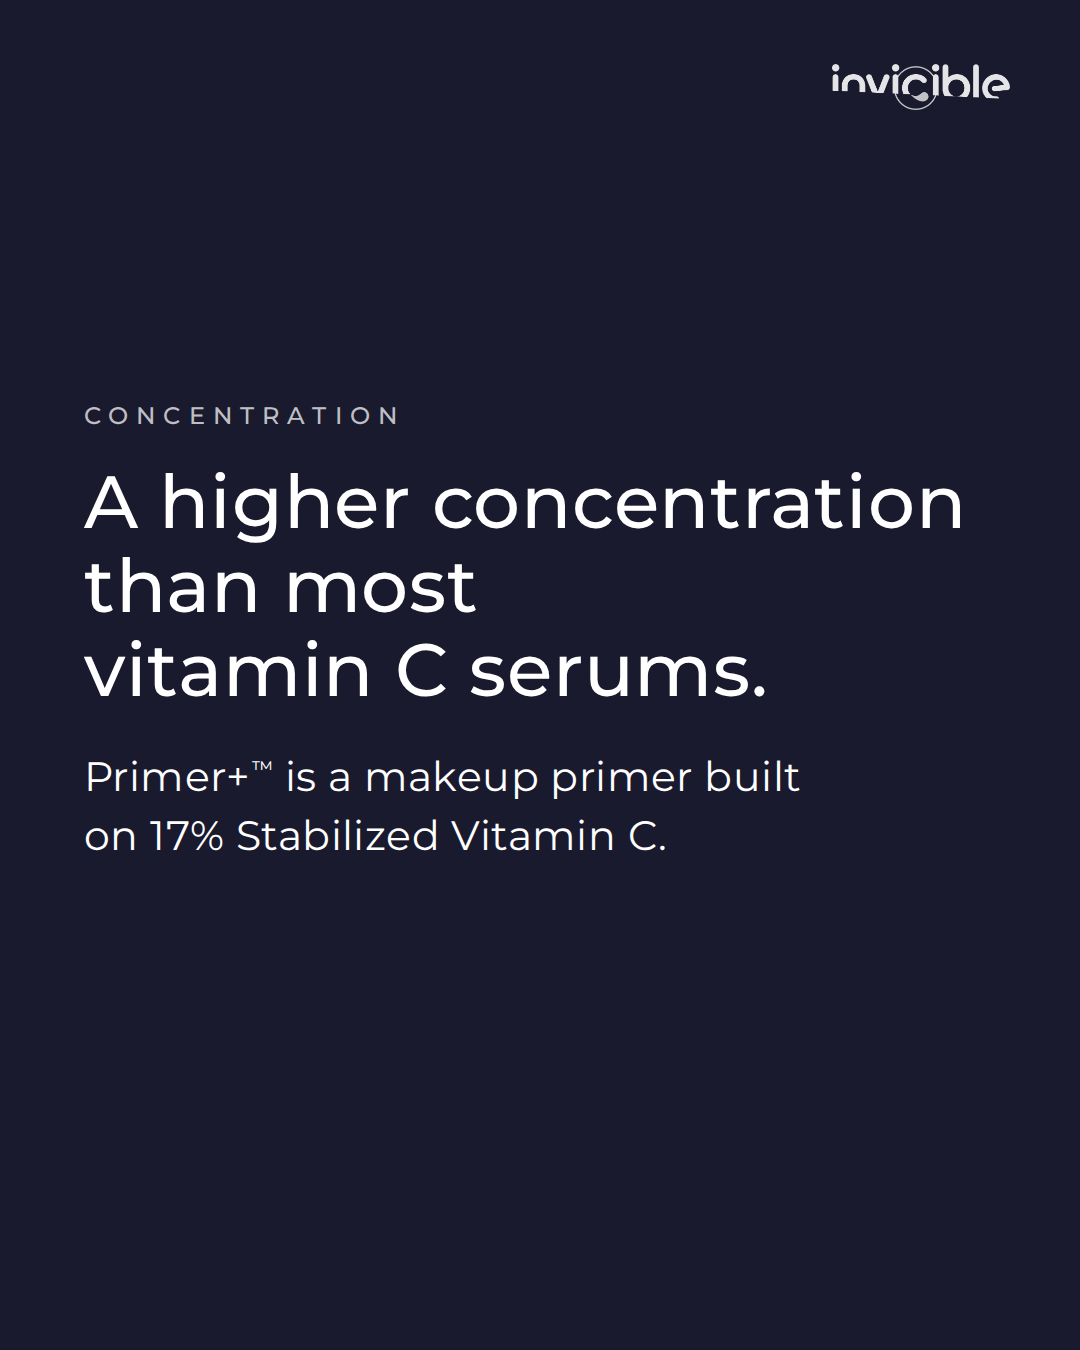 invicible
CONCENTRATION
A higher concentration
than most
vitamin C serums.
Primer+™ is a makeup primer built
on 17% Stabilized Vitamin C.